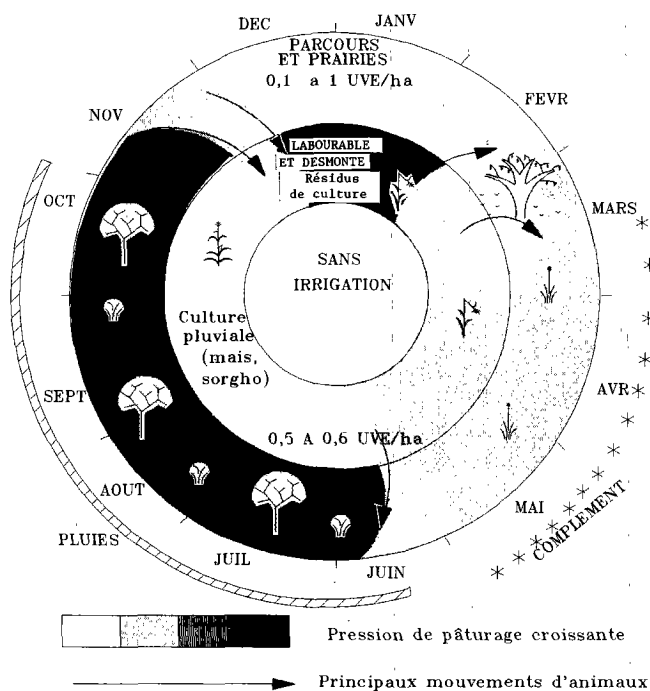 DEC
JANV
PARCOURS
ET PRAIRIES
0,1 a 1 UVE/ha
FEVR
NOV
LABOURABLE
ET DESMONTE
Résidus
de culture
OCT
MARS
SANS
IRRIGATION
Culture
pluviale
(mais,
sorgho)
SEPT
AVR
0,5 A 0,6 UVE/ha
AOUT
MAI
COMPLEMENT
PLUIES
JUIL
JUIN
Pression de pâturage croissante
Principaux mouvements d'animaux